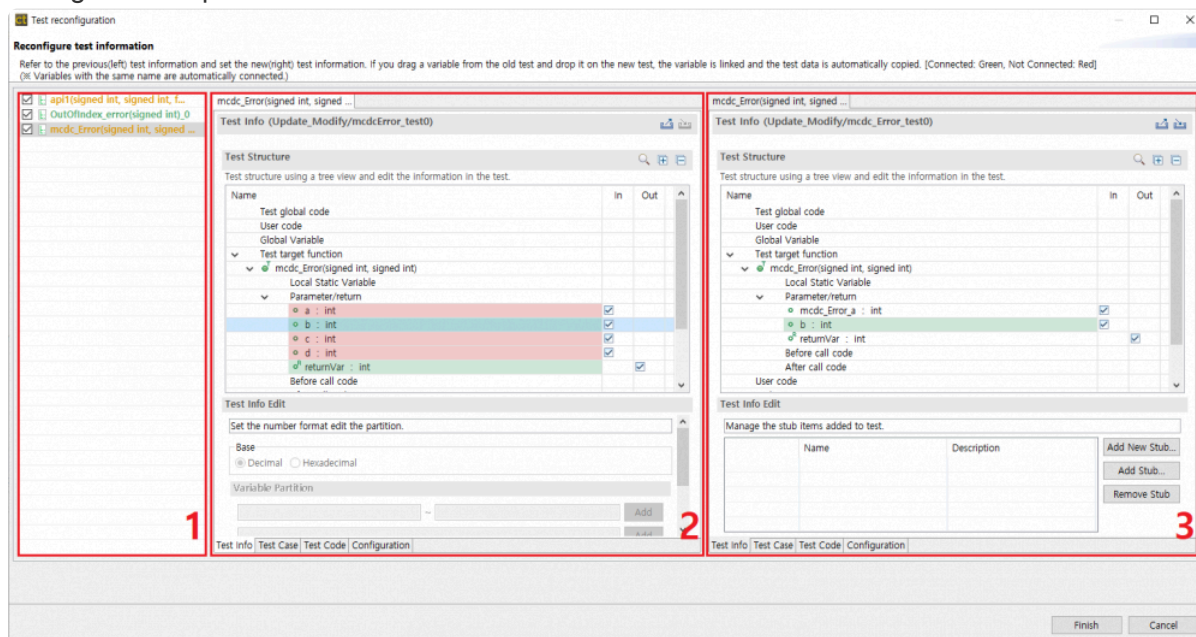 Test reconfiguration
Reconfigure test information
Refer to the previous(left) test information and set the new(right) test information. If you drag a variable from the old test and drop it on the new test, the variable is linked and the test data is automatically copied. [Connected: Green, Not Connected: Red]
(※ Variables with the same name are automatically connected.)
api1(signed int, signed int, f...
OutOfIndex_error(signed int)_0
mcdc_Error(signed int, signed ...
1
mcdc_Error(signed int, signed ...
Test Info (Update_Modify/mcdcError_test0)
Test Structure
Test structure using a tree view and edit the information in the test.
Name In Out
Test global code
User code
Global Variable
Test target function
mcdc_Error(signed int, signed int)
Local Static Variable
Parameter/return
a : int
b : int
c : int
d : int
returnVar : int
Before call code
Test Info Edit
Set the number format edit the partition.
Base
Decimal Hexadecimal
Variable Partition
~ Add
Add
2
Test Info Test Case Test Code Configuration
mcdc_Error(signed int, signed ...
Test Info (Update_Modify/mcdc_Error_test0)
Test Structure
Test structure using a tree view and edit the information in the test.
Name In Out
Test global code
User code
Global Variable
Test target function
mcdc_Error(signed int, signed int)
Local Static Variable
Parameter/return
mcdc_Error_a : int
b : int
returnVar : int
Before call code
After call code
User code
Test Info Edit
Manage the stub items added to test.
Name Description
Add New Stub...
Add Stub...
Remove Stub
3
Test Info Test Case Test Code Configuration
Finish Cancel